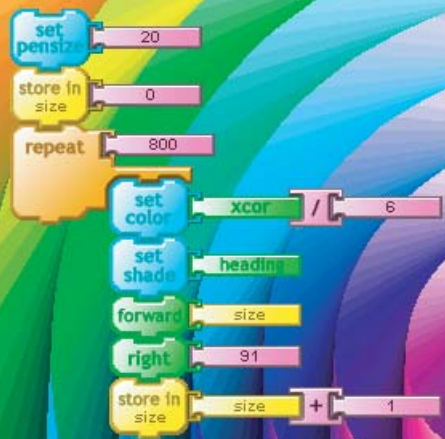 set pensize 20
store in size 0
repeat 800
set color xcor / 6
set shade heading
forward size
right 91
store in size size + 1